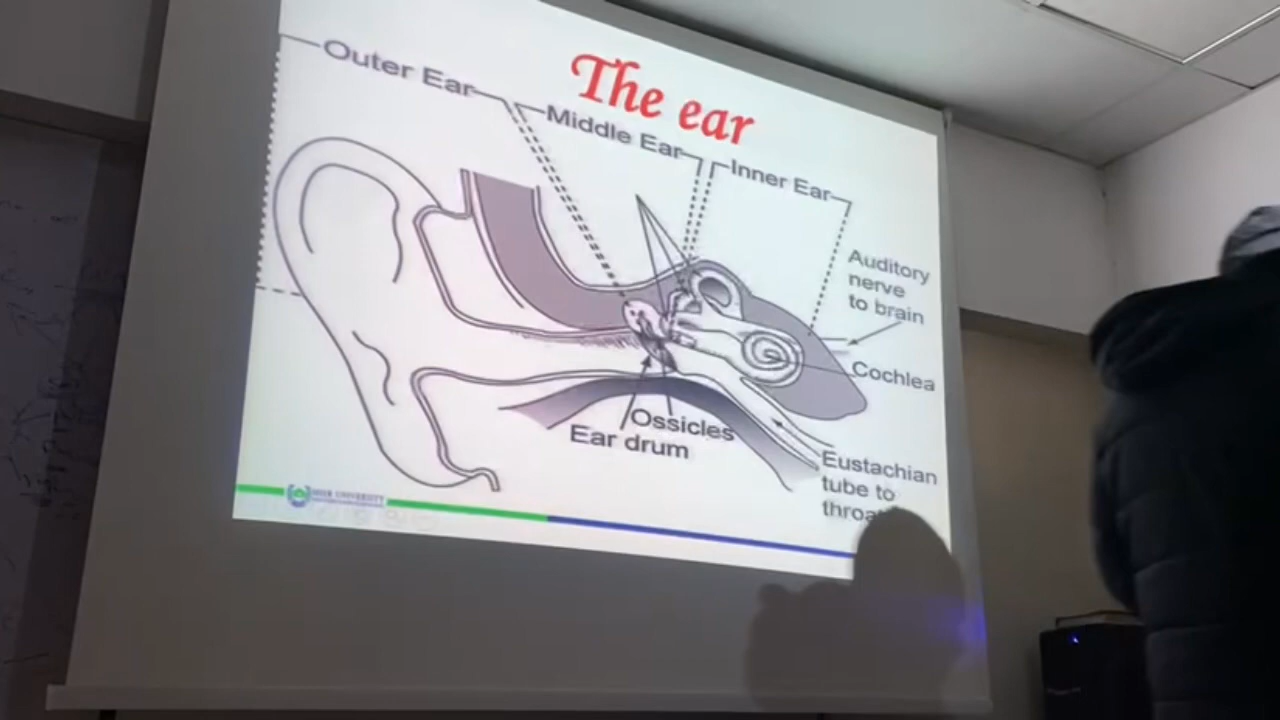 The ear
Outer Ear
Middle Ear
Inner Ear
Auditory
nerve
to brain
Cochlea
Ossicles
Ear drum
Eustachian
tube to
UNIVERSITY